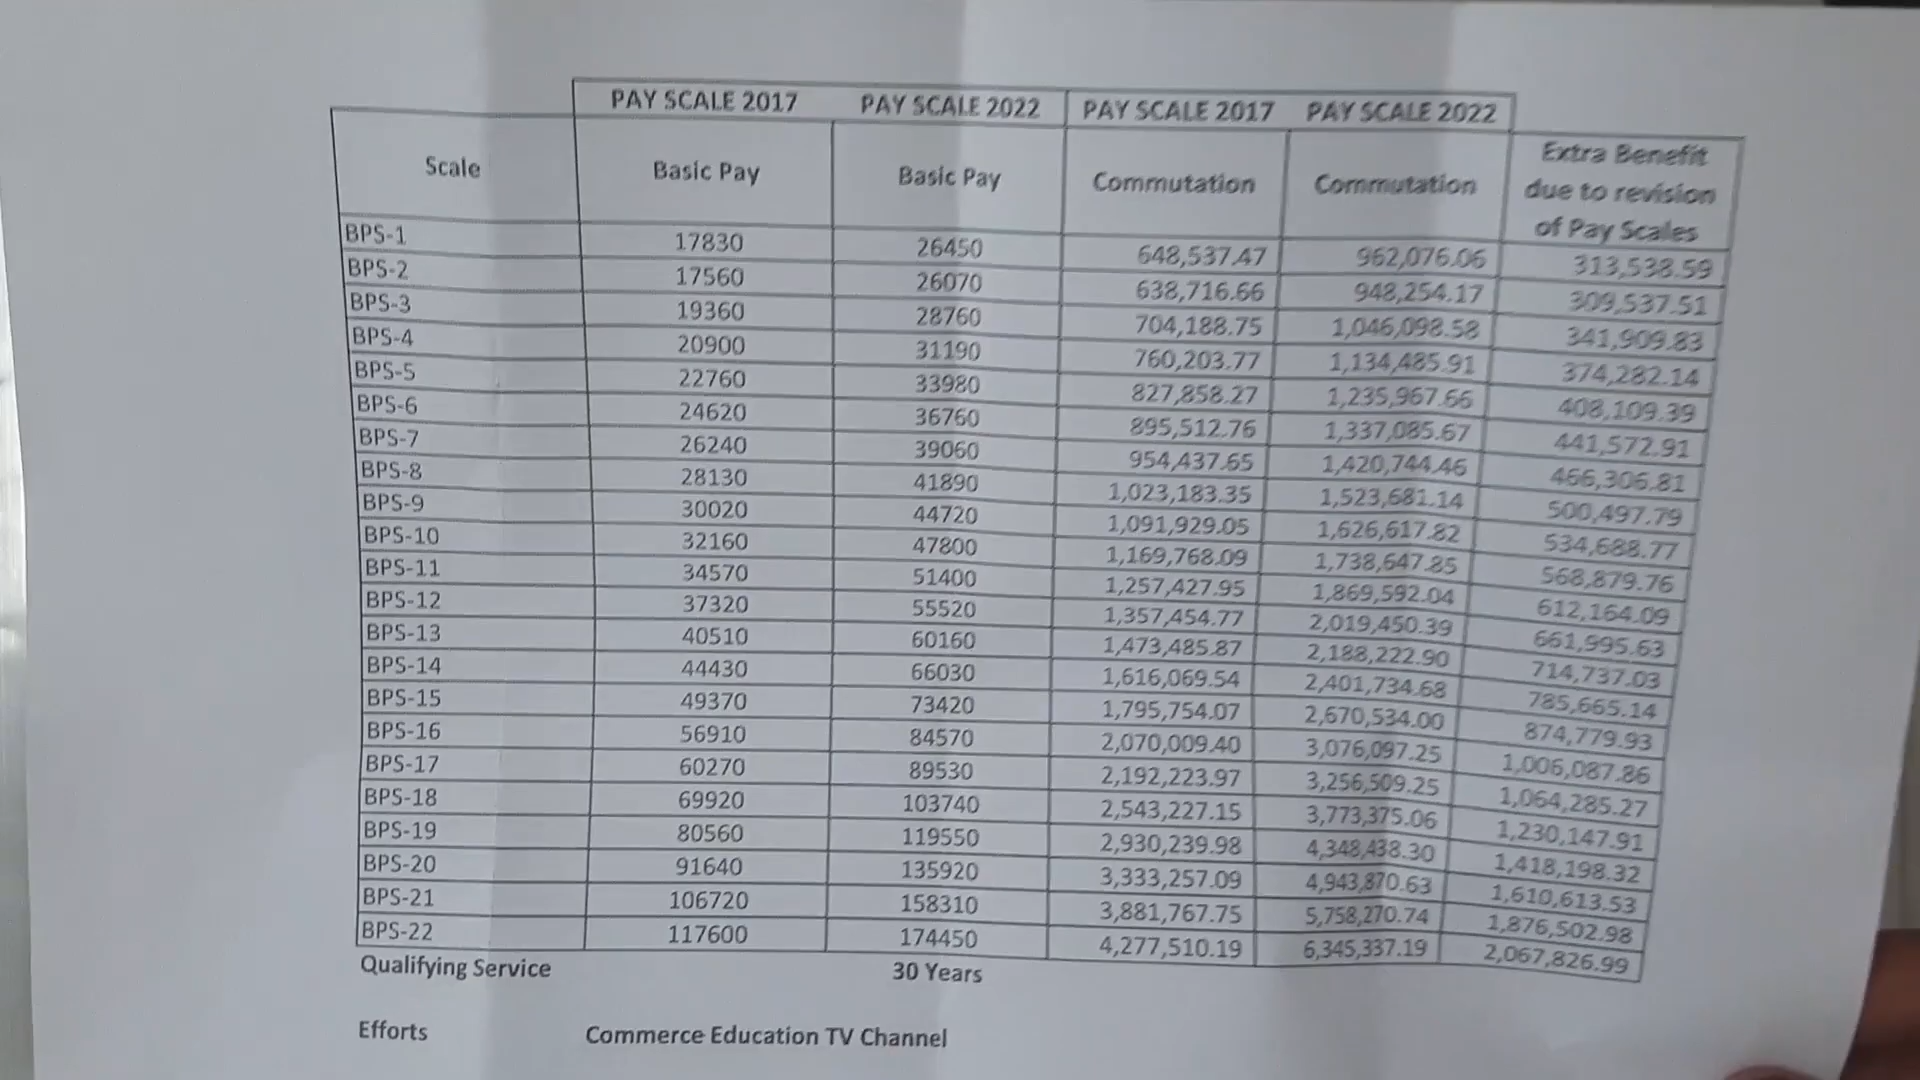 PAY SCALE 2017 PAY SCALE 2022 PAY SCALE 2017 PAY SCALE 2022
Scale Basic Pay Basic Pay Commutation Commutation Extra Benefit due to revision of Pay Scales
BPS-1 17830 26450 648,537.47 962,076.06 313,538.59
BPS-2 17560 26070 638,716.66 948,254.17 309,537.51
BPS-3 19360 28760 704,188.75 1,046,098.58 341,909.83
BPS-4 20900 31190 760,203.77 1,134,485.91 374,282.14
BPS-5 22760 33980 827,858.27 1,235,967.66 408,109.39
BPS-6 24620 36760 895,512.76 1,337,085.67 441,572.91
BPS-7 26240 39060 954,437.65 1,420,744.46 466,306.81
BPS-8 28130 41890 1,023,183.35 1,523,681.14 500,497.79
BPS-9 30020 44720 1,091,929.05 1,626,617.82 534,688.77
BPS-10 32160 47800 1,169,768.09 1,738,647.85 568,879.76
BPS-11 34570 51400 1,257,427.95 1,869,592.04 612,164.09
BPS-12 37320 55520 1,357,454.77 2,019,450.39 661,995.63
BPS-13 40510 60160 1,473,485.87 2,188,222.90 714,737.03
BPS-14 44430 66030 1,616,069.54 2,401,734.68 785,665.14
BPS-15 49370 73420 1,795,754.07 2,670,534.00 874,779.93
BPS-16 56910 84570 2,070,009.40 3,076,097.25 1,006,087.86
BPS-17 60270 89530 2,192,223.97 3,256,509.25 1,064,285.27
BPS-18 69920 103740 2,543,227.15 3,773,375.06 1,230,147.91
BPS-19 80560 119550 2,930,239.98 4,348,438.30 1,418,198.32
BPS-20 91640 135920 3,333,257.09 4,943,870.63 1,610,613.53
BPS-21 106720 158310 3,881,767.75 5,758,270.74 1,876,502.98
BPS-22 117600 174450 4,277,510.19 6,345,337.19 2,067,826.99
Qualifying Service 30 Years
Efforts Commerce Education TV Channel